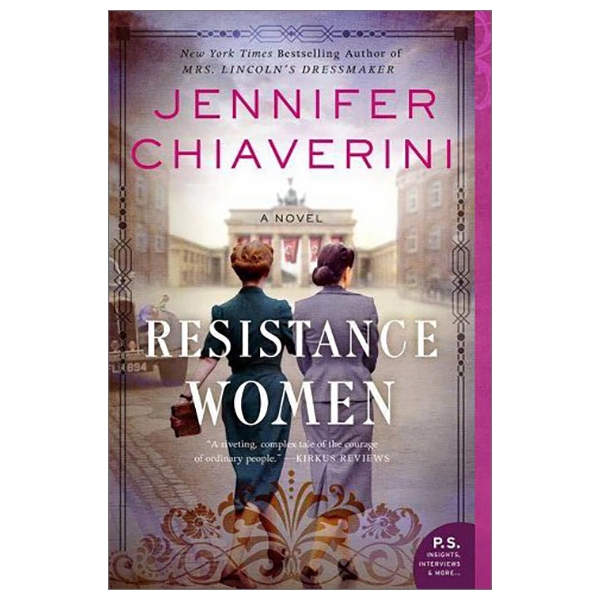 New York Times Bestselling Author of
MRS. LINCOLN'S DRESSMAKER
JENNIFER
CHIAVERINI
A NOVEL
RESISTANCE
WOMEN
"A riveting, complex tale of the courage
of ordinary people." —KIRKUS REVIEWS
P.S.
INSIGHTS,
INTERVIEWS
& MORE...